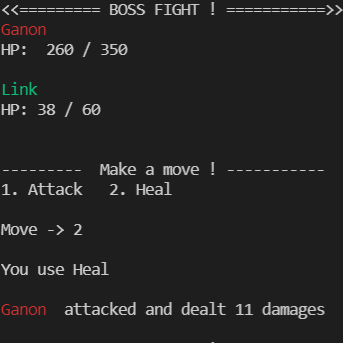 <<========= BOSS FIGHT ! ===========>>
Ganon
HP:  260 / 350
Link
HP: 38 / 60
---------  Make a move ! -----------
1. Attack   2. Heal
Move -> 2
You use Heal
Ganon  attacked and dealt 11 damages